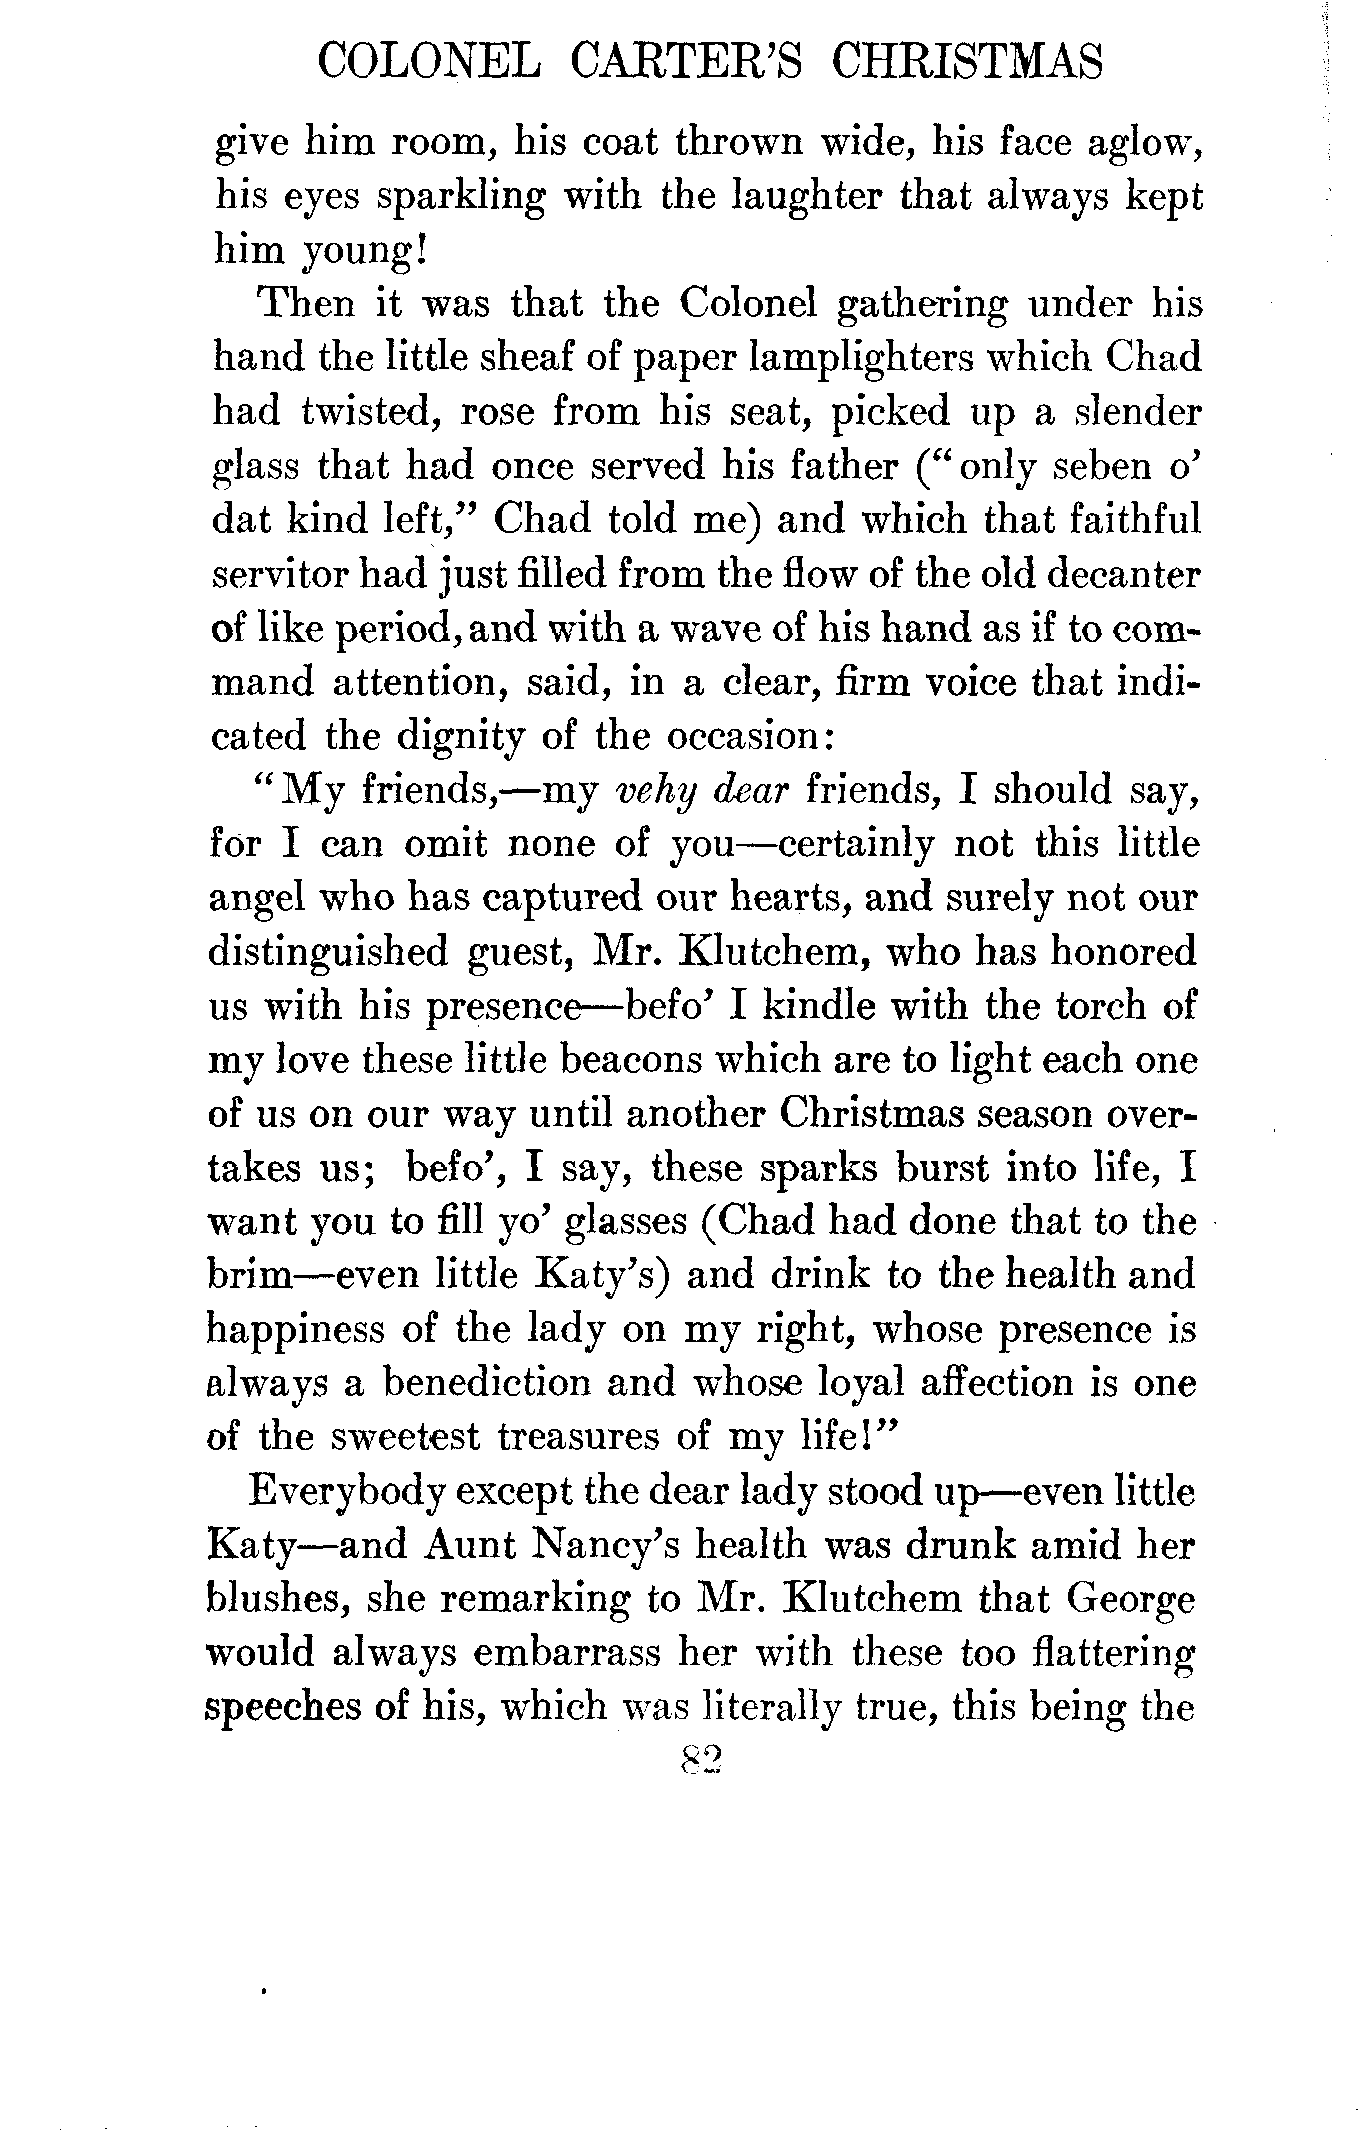 COLONEL CARTER'S CHRISTMAS
give him room, his coat thrown wide, his face aglow,
his eyes sparkling with the laughter that always kept
him young!
Then it was that the Colonel gathering under his
hand the little sheaf of paper lamplighters which Chad
had twisted, rose from his seat, picked up a slender
glass that had once served his father ("only seben o'
dat kind left," Chad told me) and which that faithful
servitor had just filled from the flow of the old decanter
of like period, and with a wave of his hand as if to com-
mand attention, said, in a clear, firm voice that indi-
cated the dignity of the occasion:
"My friends,—my vehy dear friends, I should say,
for I can omit none of you—certainly not this little
angel who has captured our hearts, and surely not our
distinguished guest, Mr. Klutchem, who has honored
us with his presence—befo' I kindle with the torch of
my love these little beacons which are to light each one
of us on our way until another Christmas season over-
takes us; befo', I say, these sparks burst into life, I
want you to fill yo' glasses (Chad had done that to the
brim—even little Katy's) and drink to the health and
happiness of the lady on my right, whose presence is
always a benediction and whose loyal affection is one
of the sweetest treasures of my life!"
Everybody except the dear lady stood up—even little
Katy—and Aunt Nancy's health was drunk amid her
blushes, she remarking to Mr. Klutchem that George
would always embarrass her with these too flattering
speeches of his, which was literally true, this being the
82